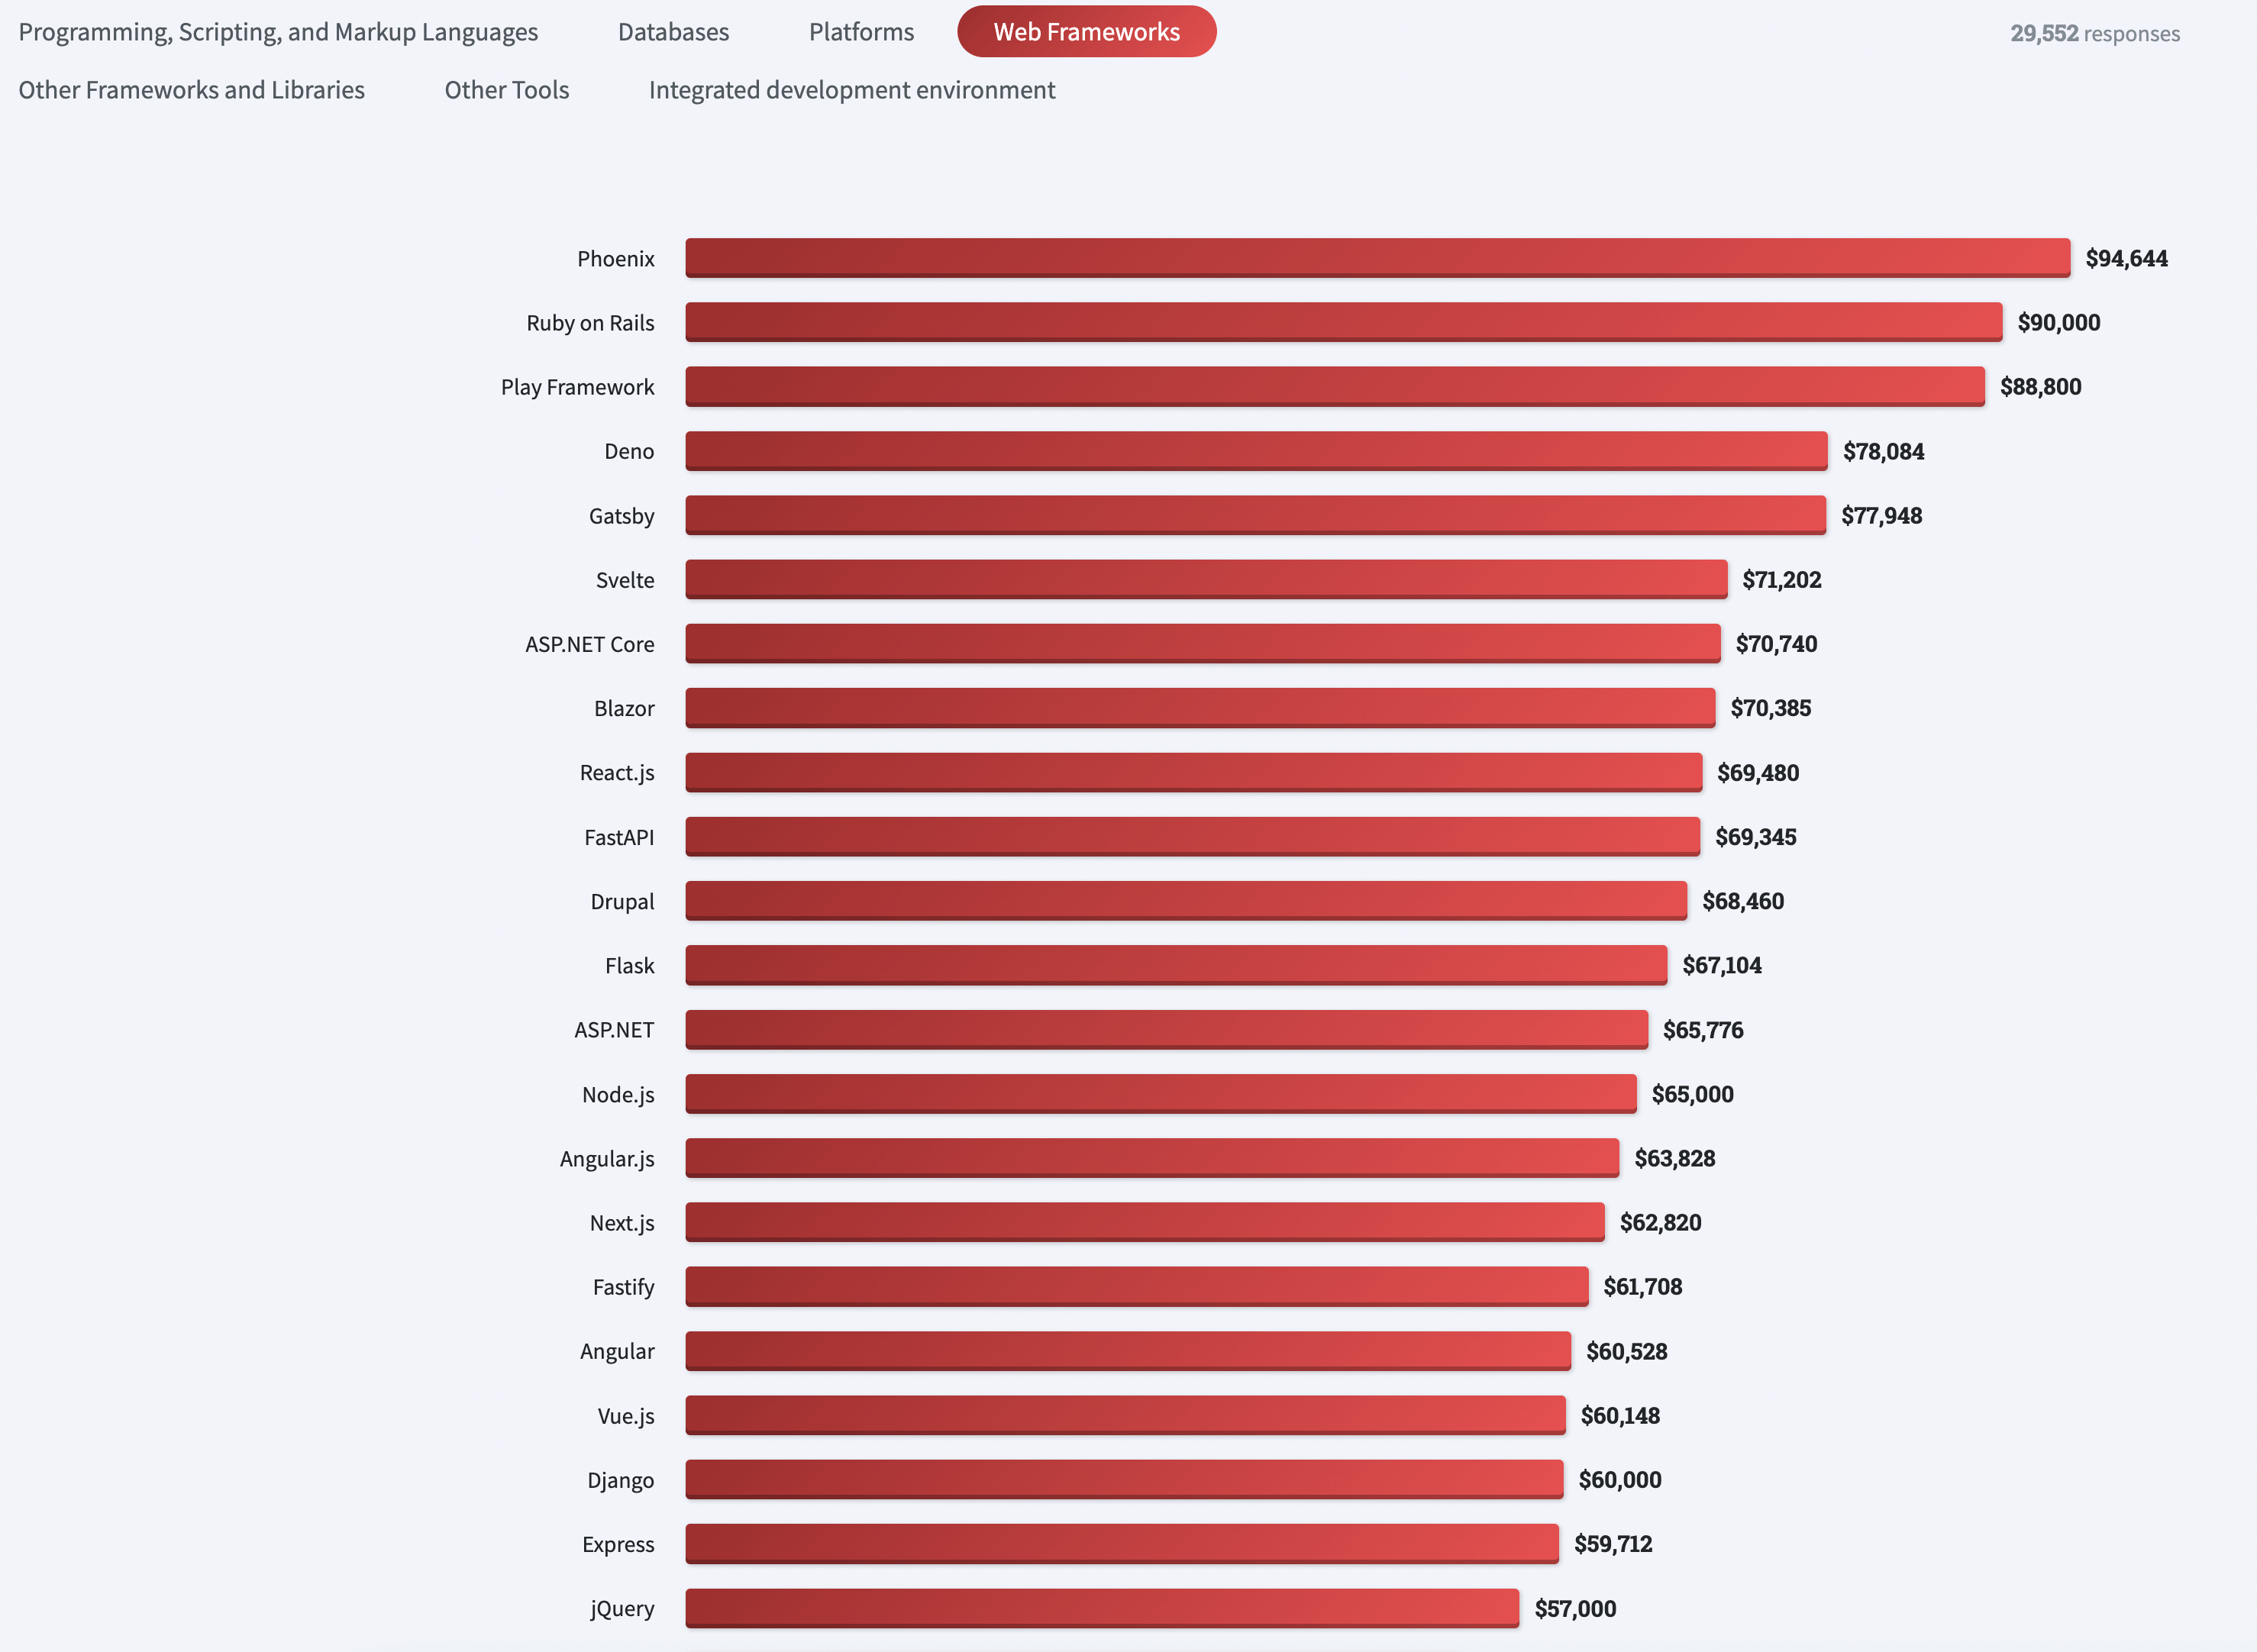 Programming, Scripting, and Markup Languages Databases Platforms Web Frameworks 29,552 responses
Other Frameworks and Libraries Other Tools Integrated development environment
Phoenix $94,644
Ruby on Rails $90,000
Play Framework $88,800
Deno $78,084
Gatsby $77,948
Svelte $71,202
ASP.NET Core $70,740
Blazor $70,385
React.js $69,480
FastAPI $69,345
Drupal $68,460
Flask $67,104
ASP.NET $65,776
Node.js $65,000
Angular.js $63,828
Next.js $62,820
Fastify $61,708
Angular $60,528
Vue.js $60,148
Django $60,000
Express $59,712
jQuery $57,000